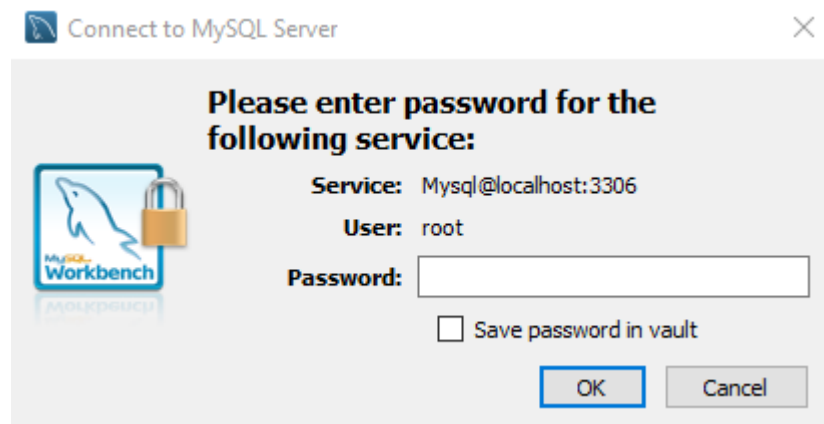 Connect to MySQL Server
Please enter password for the
following service:
Service: Mysql@localhost:3306
User: root
MySQL
Workbench
Password:
Save password in vault
OK Cancel